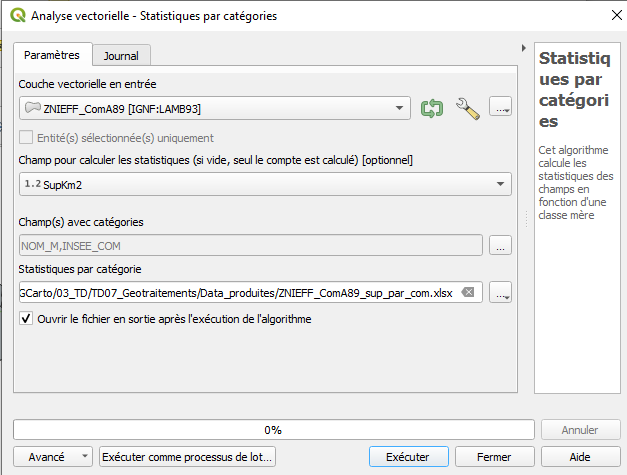 Analyse vectorielle - Statistiques par catégories
Paramètres
Journal
Couche vectorielle en entrée
ZNIEFF_ComA89 [IGNF:LAMB93]
...
Entité(s) sélectionnée(s) uniquement
Champ pour calculer les statistiques (si vide, seul le compte est calculé) [optionnel]
1.2 SupKm2
Champ(s) avec catégories
NOM_M,INSEE_COM
...
Statistiques par catégorie
GCarto/03_TD/TD07_Geotraitements/Data_produites/ZNIEFF_ComA89_sup_par_com.xlsx
...
Ouvrir le fichier en sortie après l'exécution de l'algorithme
Statistiq
ues par
catégori
es
Cet algorithme
calcule les
statistiques des
champs en
fonction d'une
classe mère
0%
Annuler
Avancé
Exécuter comme processus de lot...
Exécuter
Fermer
Aide